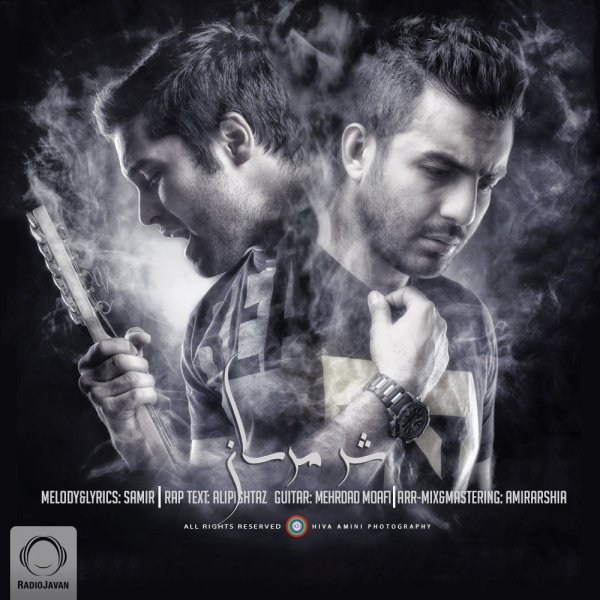 MELODY&LYRICS: SAMIR | RAP TEXT: ALIPISHTAZ GUITAR: MEHRDAD MOAFI | ARR-MIX&MASTERING: AMIRARSHIA
ALL RIGHTS RESERVED HIVA AMINI PHOTOGRAPHY
RADIOJAVAN